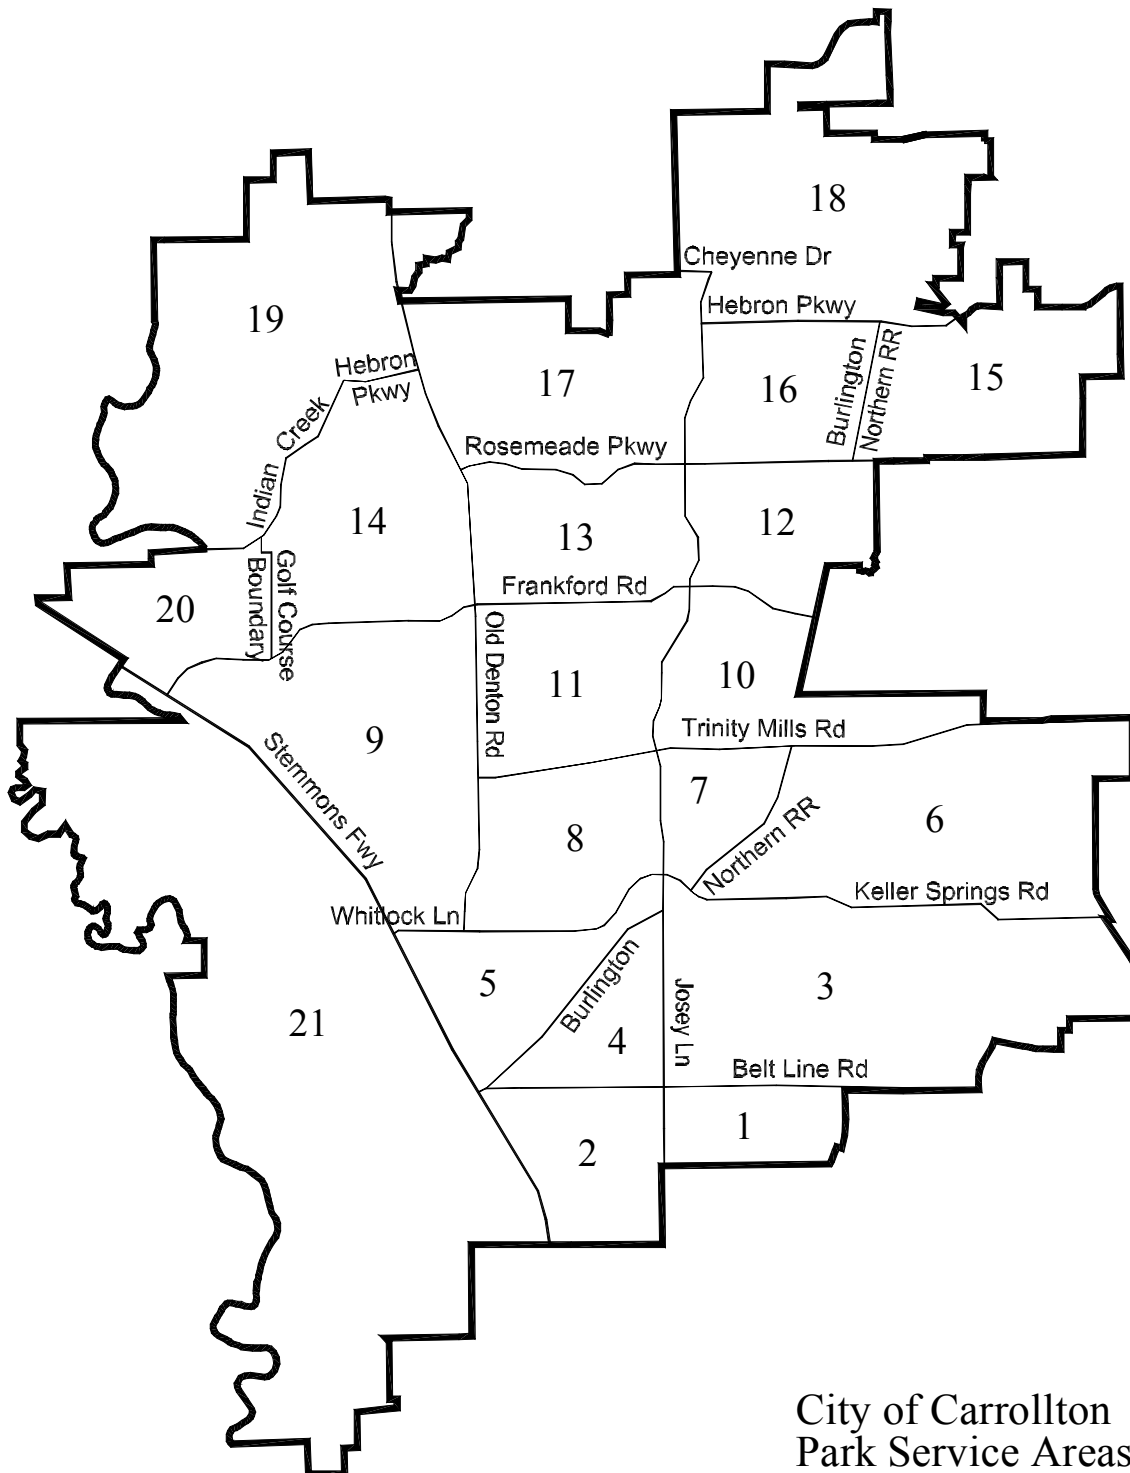 18
Cheyenne Dr
Hebron Pkwy
19
Hebron
Pkwy
17
16
Burlington
Northern RR
15
Creek
Indian
Rosemeade Pkwy
14
13
12
Golf Course
Boundary
20
Frankford Rd
Old Denton Rd
11
10
Trinity Mills Rd
9
Stemmons Fwy
7
Northern RR
6
8
Keller Springs Rd
Whitlock Ln
5
Burlington
Josey Ln
3
21
4
Belt Line Rd
1
2
City of Carrollton
Park Service Areas